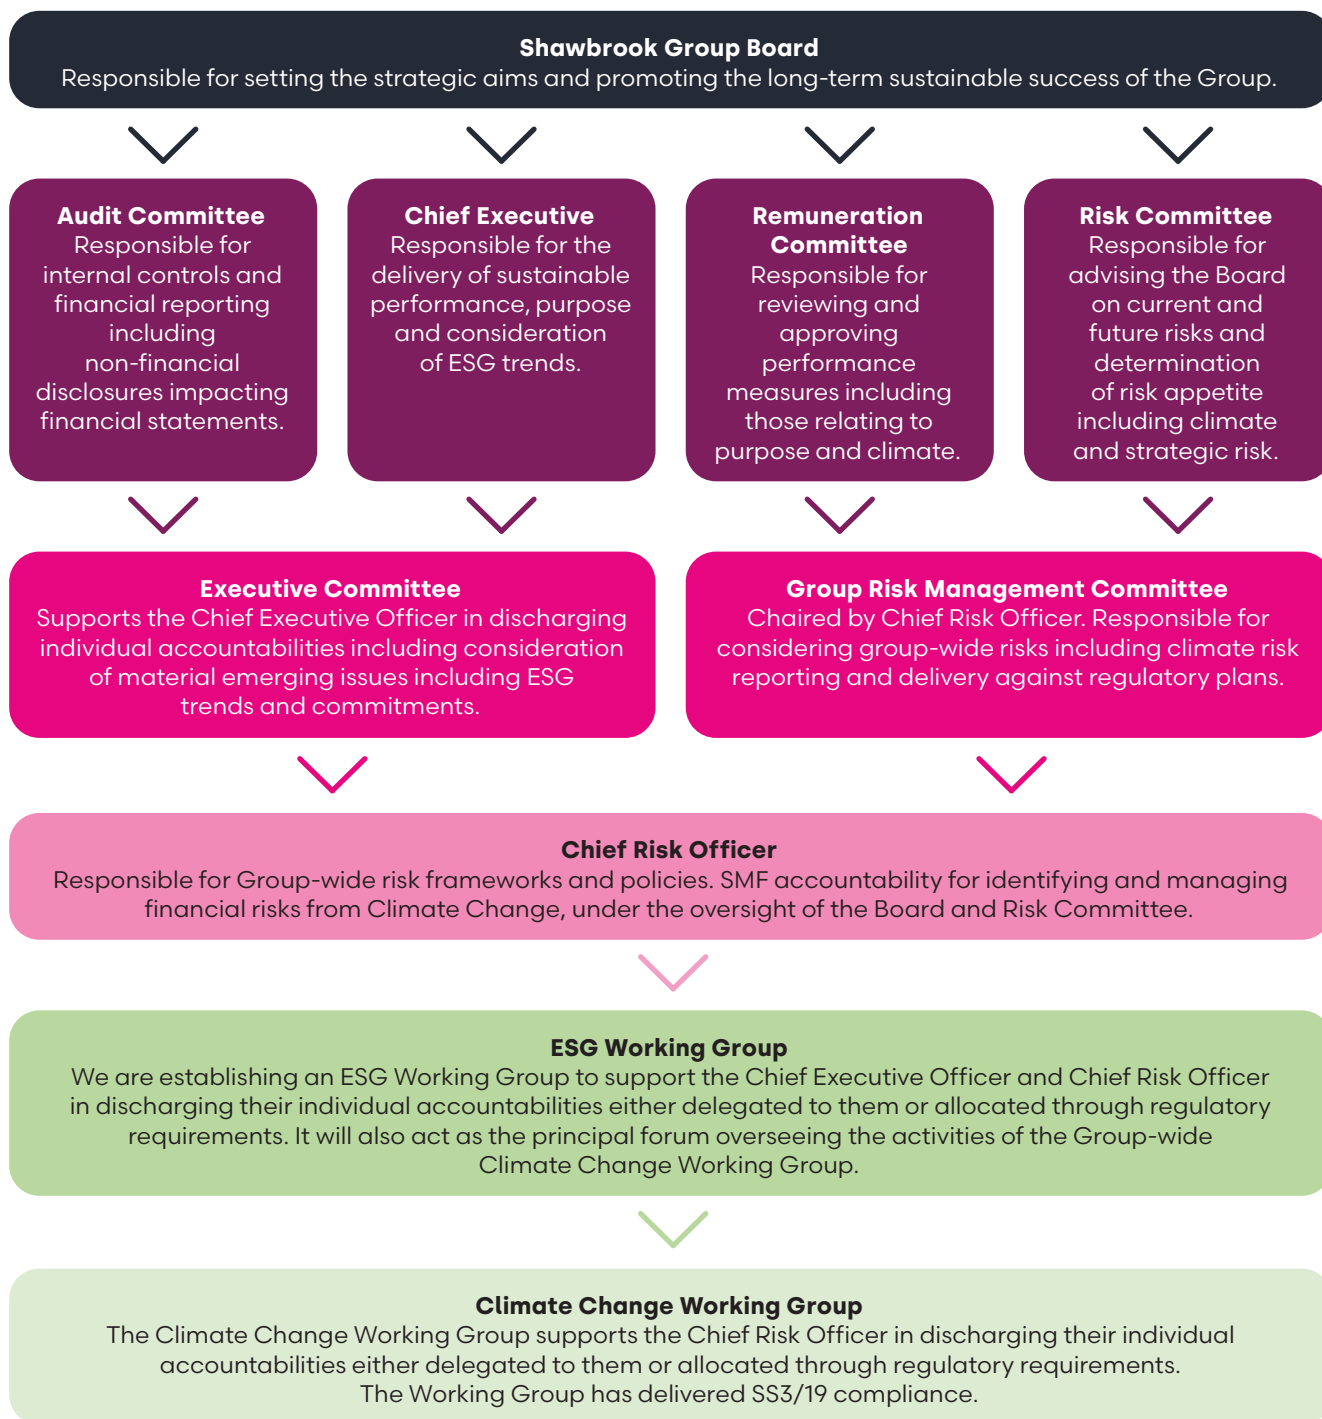 Shawbrook Group Board
Responsible for setting the strategic aims and promoting the long-term sustainable success of the Group.
Audit Committee
Responsible for
internal controls and
financial reporting
including
non-financial
disclosures impacting
financial statements.
Chief Executive
Responsible for the
delivery of sustainable
performance, purpose
and consideration
of ESG trends.
Remuneration
Committee
Responsible for
reviewing and
approving
performance
measures including
those relating to
purpose and climate.
Risk Committee
Responsible for
advising the Board
on current and
future risks and
determination
of risk appetite
including climate
and strategic risk.
Executive Committee
Supports the Chief Executive Officer in discharging
individual accountabilities including consideration
of material emerging issues including ESG
trends and commitments.
Group Risk Management Committee
Chaired by Chief Risk Officer. Responsible for
considering group-wide risks including climate risk
reporting and delivery against regulatory plans.
Chief Risk Officer
Responsible for Group-wide risk frameworks and policies. SMF accountability for identifying and managing
financial risks from Climate Change, under the oversight of the Board and Risk Committee.
ESG Working Group
We are establishing an ESG Working Group to support the Chief Executive Officer and Chief Risk Officer
in discharging their individual accountabilities either delegated to them or allocated through regulatory
requirements. It will also act as the principal forum overseeing the activities of the Group-wide
Climate Change Working Group.
Climate Change Working Group
The Climate Change Working Group supports the Chief Risk Officer in discharging their individual
accountabilities either delegated to them or allocated through regulatory requirements.
The Working Group has delivered SS3/19 compliance.